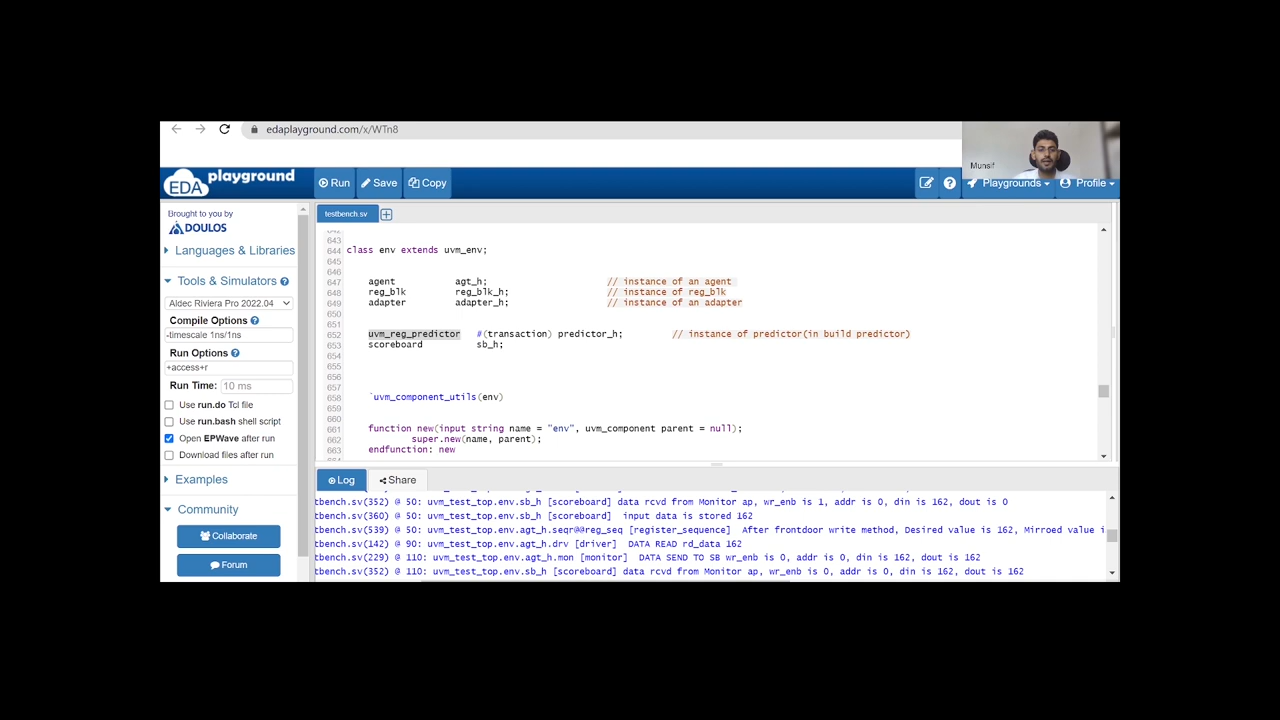 edaplayground.com/x/WTn8
Munsif
EDA playground
Run
Save
Copy
Playgrounds
Profile
Brought to you by
DOULOS
Languages & Libraries
Tools & Simulators
Aldec Riviera Pro 2022.04
Compile Options
-timescale 1ns/1ns
Run Options
+access+r
Run Time: 10 ms
Use run.do Tcl file
Use run.bash shell script
Open EPWave after run
Download files after run
Examples
Community
Collaborate
Forum
testbench.sv
643
644 class env extends uvm_env;
645
646
647 agent agt_h; // instance of an agent
648 reg_blk reg_blk_h; // instance of reg_blk
649 adapter adapter_h; // instance of an adapter
650
651
652 uvm_reg_predictor #(transaction) predictor_h; // instance of predictor(in build predictor)
653 scoreboard sb_h;
654
655
656
657
658 `uvm_component_utils(env)
659
660
661 function new(input string name = "env", uvm_component parent = null);
662 super.new(name, parent);
663 endfunction: new
Log
Share
tbench.sv(352) @ 50: uvm_test_top.env.sb_h [scoreboard] data rcvd from Monitor ap, wr_enb is 1, addr is 0, din is 162, dout is 0
tbench.sv(360) @ 50: uvm_test_top.env.sb_h [scoreboard] input data is stored 162
tbench.sv(539) @ 50: uvm_test_top.env.agt_h.seqr@@reg_seq [register_sequence] After frontdoor write method, Desired value is 162, Mirroed value i
tbench.sv(142) @ 90: uvm_test_top.env.agt_h.drv [driver] DATA READ rd_data 162
tbench.sv(229) @ 110: uvm_test_top.env.agt_h.mon [monitor] DATA SEND TO SB wr_enb is 0, addr is 0, din is 162, dout is 162
tbench.sv(352) @ 110: uvm_test_top.env.sb_h [scoreboard] data rcvd from Monitor ap, wr_enb is 0, addr is 0, din is 162, dout is 162